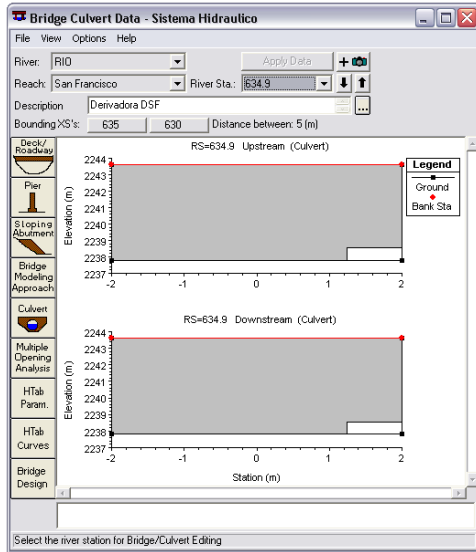 Bridge Culvert Data - Sistema Hidraulico
File View Options Help
River: RIO Apply Data
Reach: San Francisco River Sta.: 634.9
Description Derivadora DSF ...
Bounding XS's: 635 630 Distance between: 5 (m)
Deck/
Roadway
Pier
Sloping
Abutment
Bridge
Modeling
Approach
Culvert
Multiple
Opening
Analysis
HTab
Param.
HTab
Curves
Bridge
Design
RS=634.9 Upstream (Culvert)
Elevation (m)
2244
2243
2242
2241
2240
2239
2238
2237
-2 -1 0 1 2
Legend
Ground
Bank Sta
RS=634.9 Downstream (Culvert)
Elevation (m)
2244
2243
2242
2241
2240
2239
2238
2237
-2 -1 0 1 2
Station (m)
Select the river station for Bridge/Culvert Editing